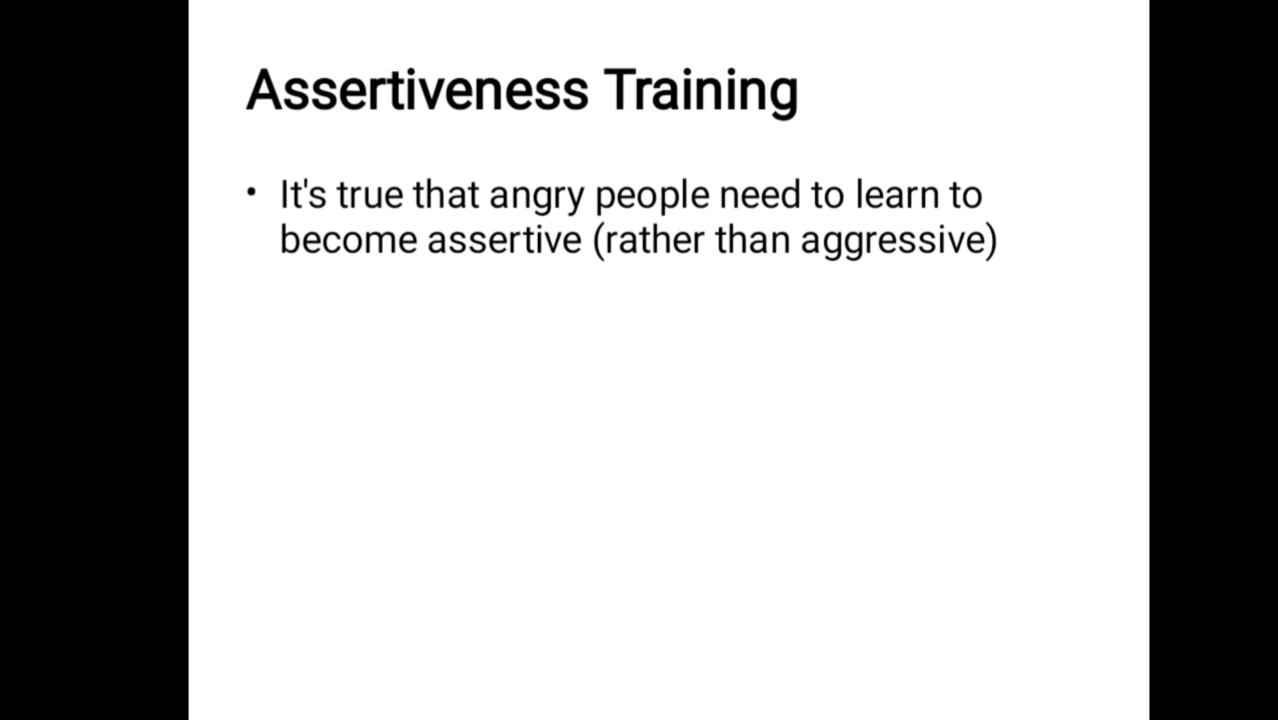 Assertiveness Training
• It's true that angry people need to learn to
become assertive (rather than aggressive)